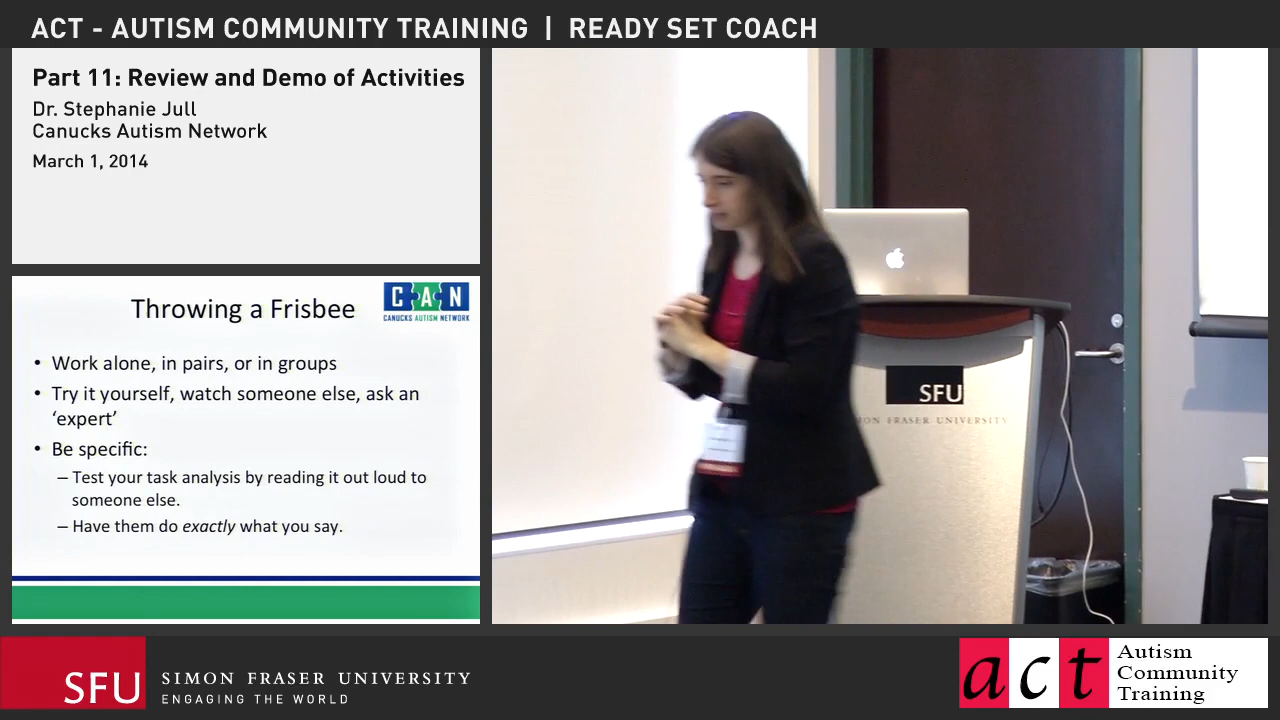 ACT - AUTISM COMMUNITY TRAINING | READY SET COACH
Part 11: Review and Demo of Activities
Dr. Stephanie Jull
Canucks Autism Network
March 1, 2014
Throwing a Frisbee
CAN
CANUCKS AUTISM NETWORK
• Work alone, in pairs, or in groups
• Try it yourself, watch someone else, ask an
‘expert’
• Be specific:
– Test your task analysis by reading it out loud to
someone else.
– Have them do exactly what you say.
SFU
SIMON FRASER UNIVERSITY
SFU
SIMON FRASER UNIVERSITY
ENGAGING THE WORLD
act
Autism
Community
Training